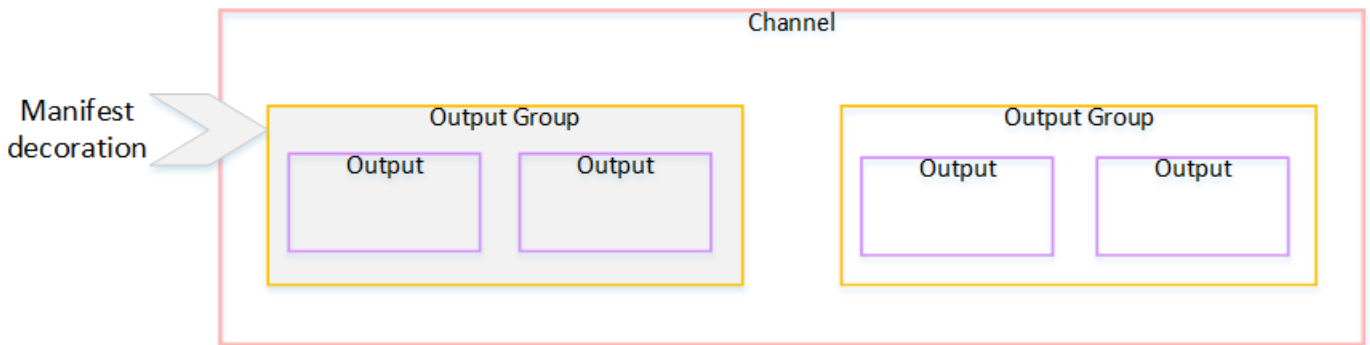 Channel
Manifest
decoration
Output Group
Output
Output
Output Group
Output
Output